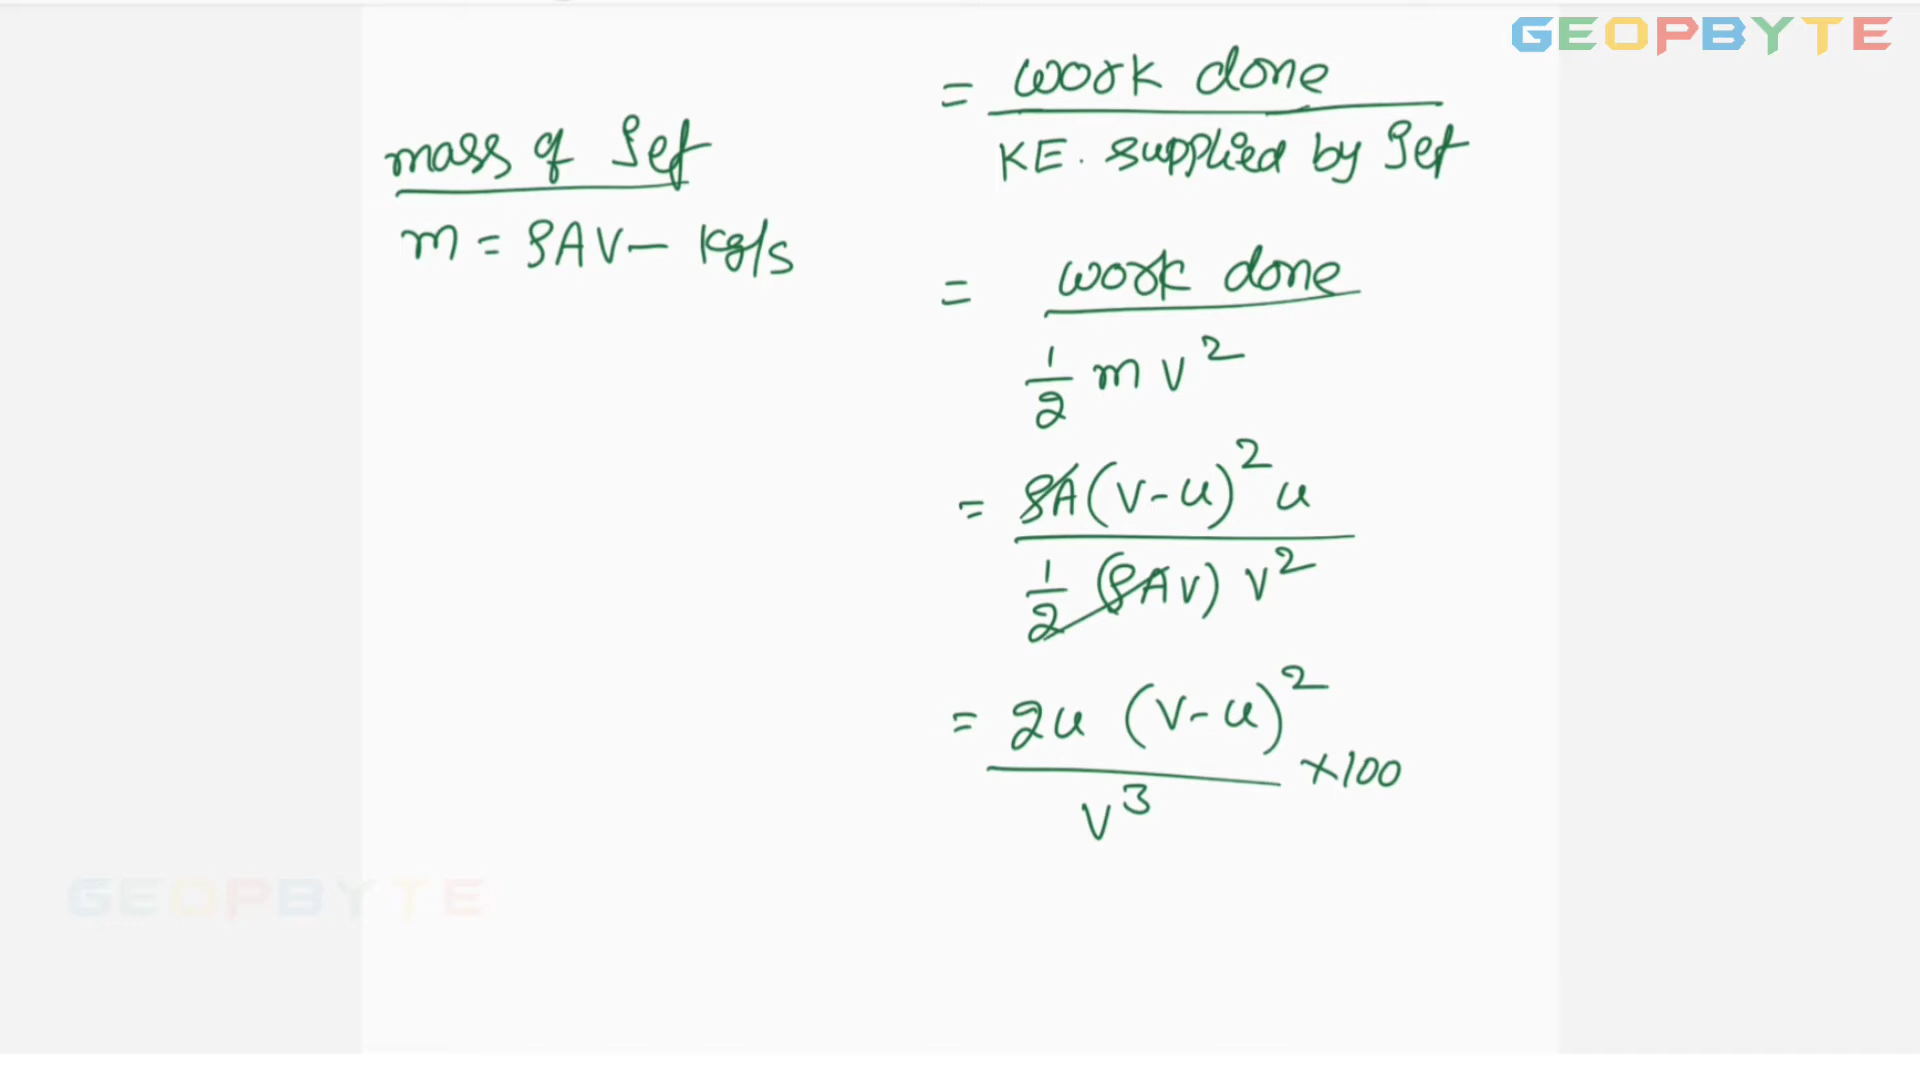 GEOPBYTE
= work done
KE. supplied by Jet
mass of Jet
m = ρAV— kg/s
= work done
1/2 m V²
= ρA(V-u)² u
1/2 (ρAV) V²
= 2u (V-u)² ×100
V³
GEOPBYTE